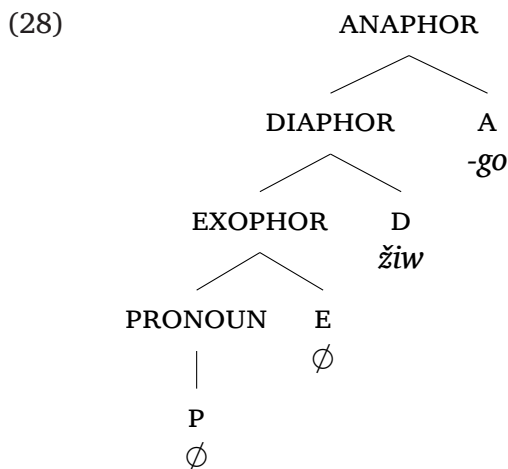 (28) ANAPHOR
DIAPHOR A
-go
EXOPHOR D
žiw
PRONOUN E
∅
P
∅